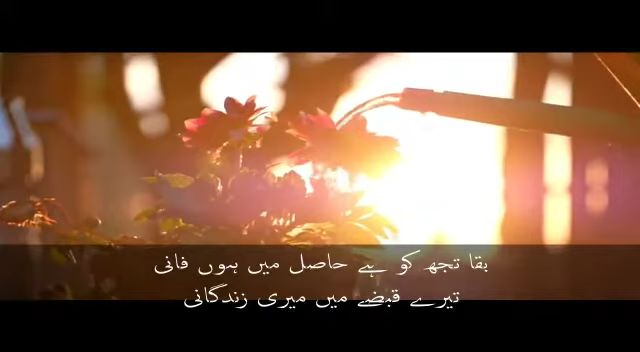 بقا تجھ کو ہے حاصل میں ہوں فانی
تیرے قبضے میں میری زندگانی